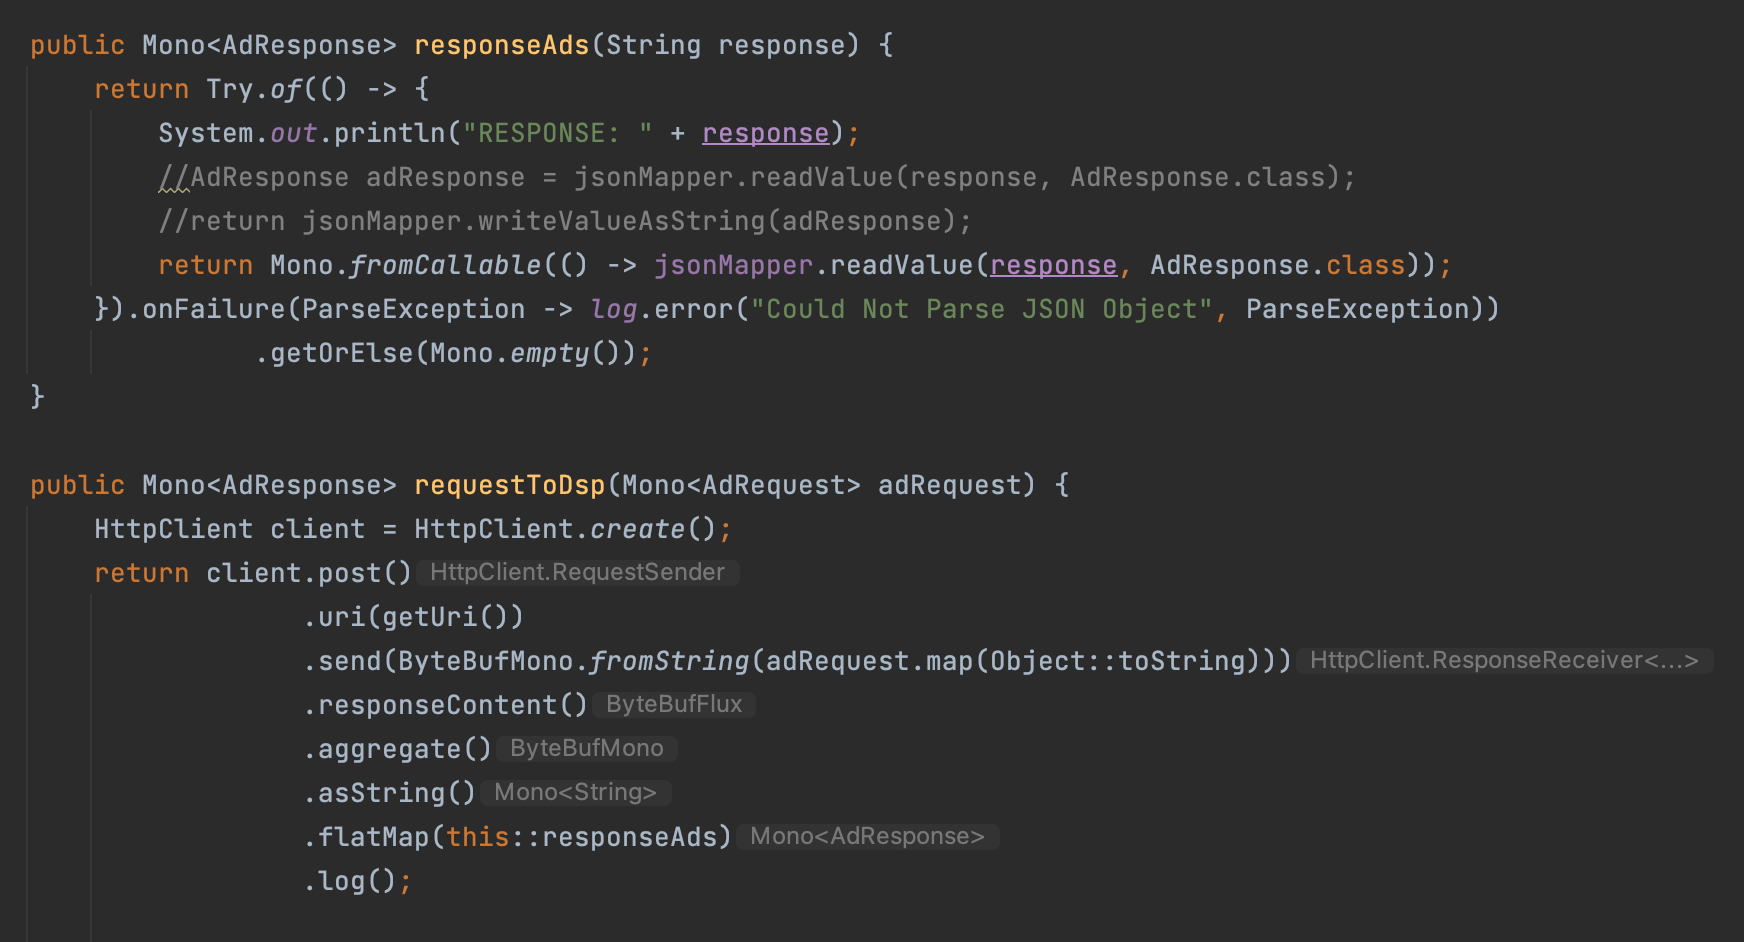 public Mono<AdResponse> responseAds(String response) {
return Try.of(() -> {
System.out.println("RESPONSE: " + response);
//AdResponse adResponse = jsonMapper.readValue(response, AdResponse.class);
//return jsonMapper.writeValueAsString(adResponse);
return Mono.fromCallable(() -> jsonMapper.readValue(response, AdResponse.class));
}).onFailure(ParseException -> log.error("Could Not Parse JSON Object", ParseException))
.getOrElse(Mono.empty());
}
public Mono<AdResponse> requestToDsp(Mono<AdRequest> adRequest) {
HttpClient client = HttpClient.create();
return client.post() HttpClient.RequestSender
.uri(getUri())
.send(ByteBufMono.fromString(adRequest.map(Object::toString))) HttpClient.ResponseReceiver<...>
.responseContent() ByteBufFlux
.aggregate() ByteBufMono
.asString() Mono<String>
.flatMap(this::responseAds) Mono<AdResponse>
.log();